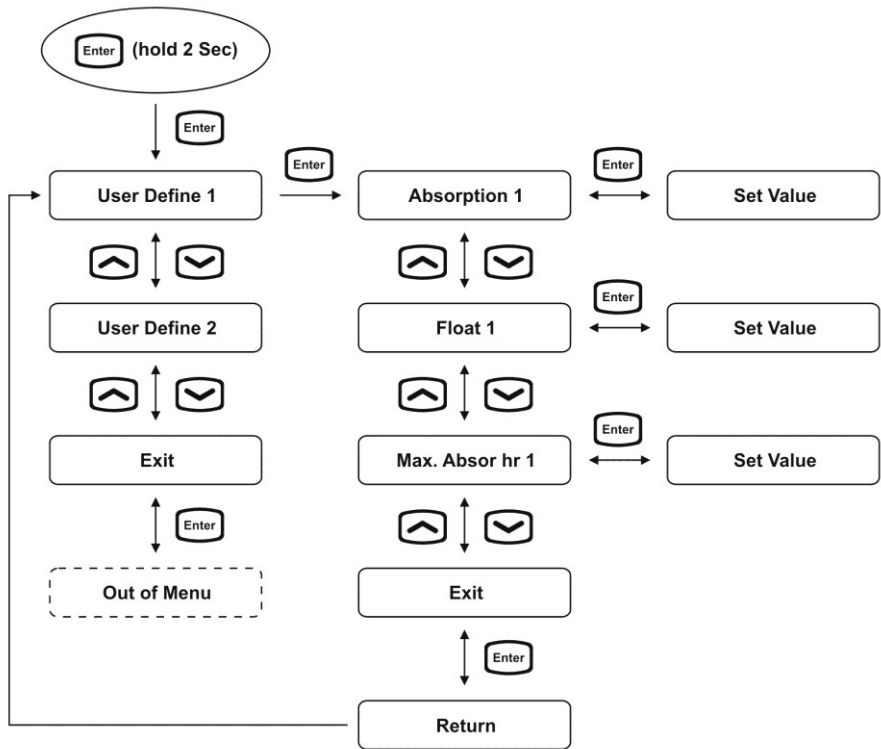 Enter (hold 2 Sec)
Enter
Enter
Enter
User Define 1
Absorption 1
Set Value
Enter
User Define 2
Float 1
Set Value
Enter
Exit
Max. Absor hr 1
Set Value
Enter
Out of Menu
Exit
Enter
Return